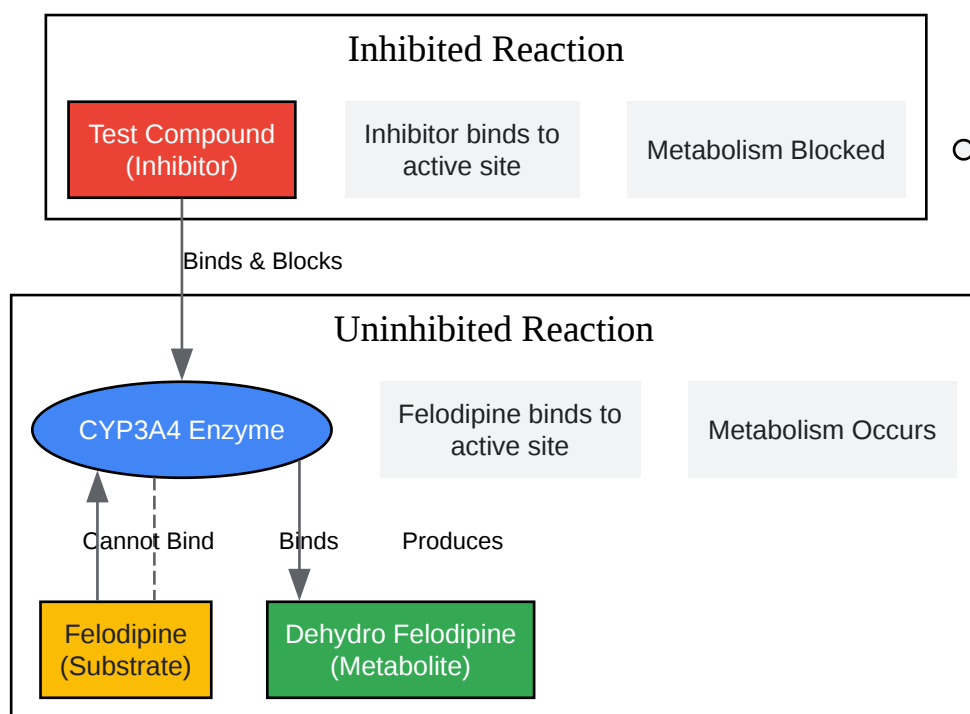 Inhibited Reaction
Test Compound
(Inhibitor)
Inhibitor binds to
active site
Metabolism Blocked
Binds & Blocks
Uninhibited Reaction
CYP3A4 Enzyme
Felodipine binds to
active site
Metabolism Occurs
Cannot Bind
Binds
Produces
Felodipine
(Substrate)
Dehydro Felodipine
(Metabolite)